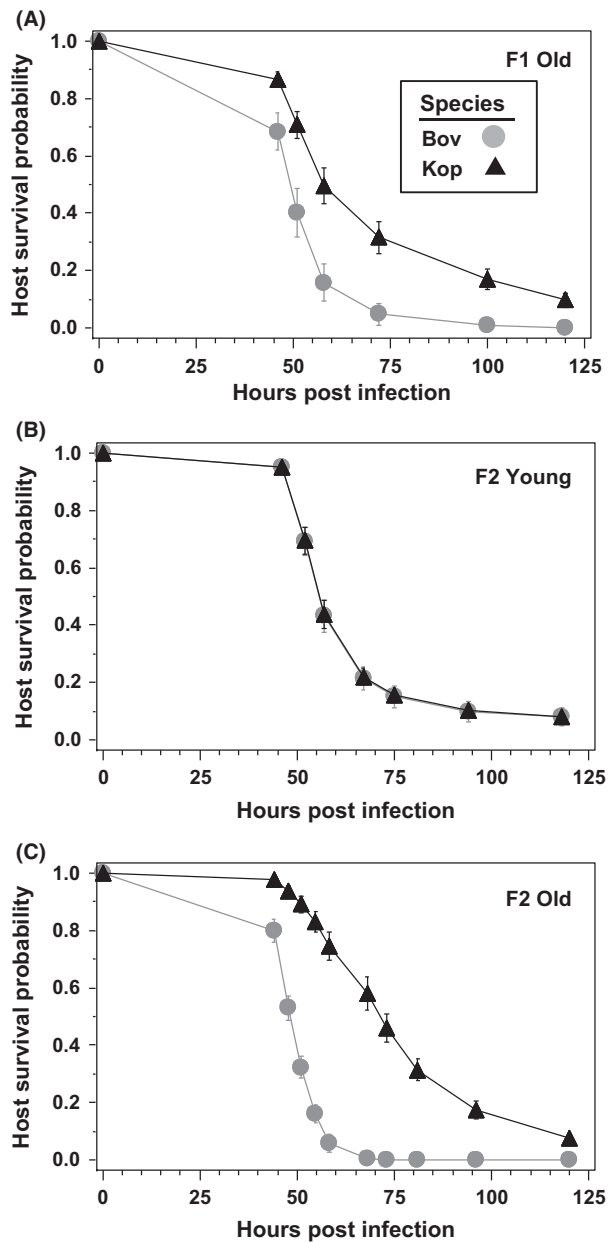 (A)
F1 Old
Species
Bov
Kop
Host survival probability
1.0
0.8
0.6
0.4
0.2
0.0
0 25 50 75 100 125
Hours post infection
(B)
F2 Young
Host survival probability
1.0
0.8
0.6
0.4
0.2
0.0
0 25 50 75 100 125
Hours post infection
(C)
F2 Old
Host survival probability
1.0
0.8
0.6
0.4
0.2
0.0
0 25 50 75 100 125
Hours post infection